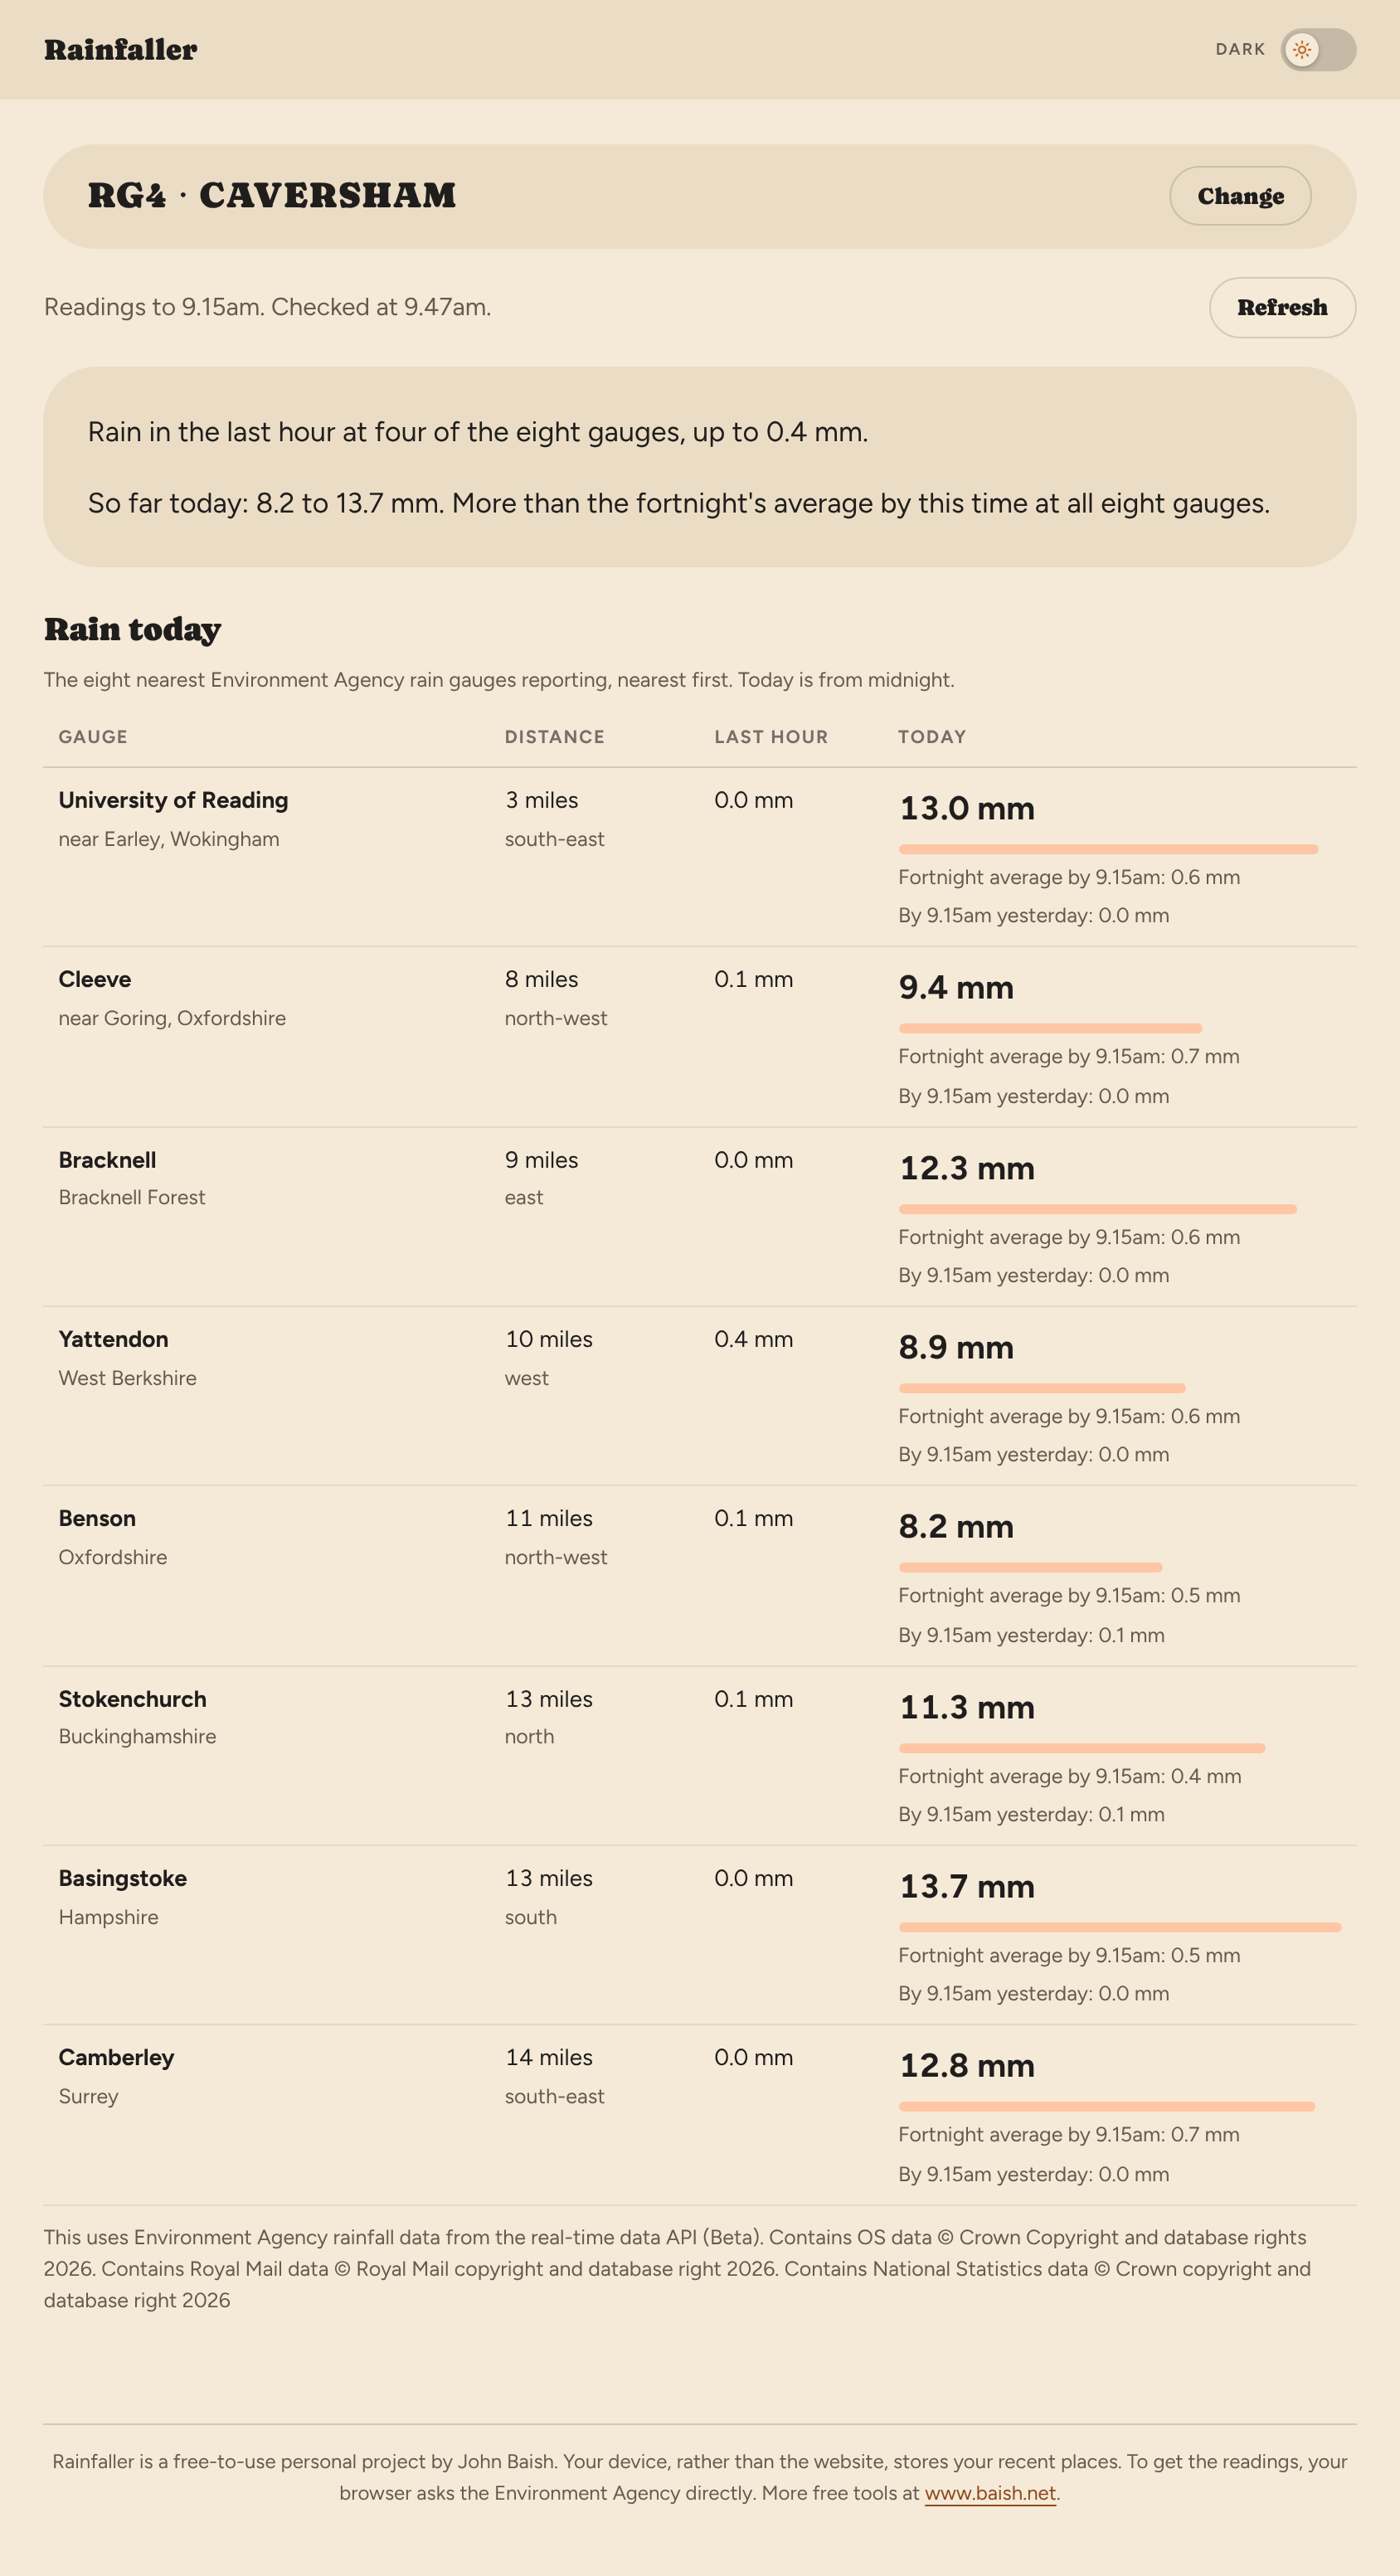 Rainfaller
DARK
RG4 · CAVERSHAM
Change
Readings to 9.15am. Checked at 9.47am.
Refresh
Rain in the last hour at four of the eight gauges, up to 0.4 mm.
So far today: 8.2 to 13.7 mm. More than the fortnight's average by this time at all eight gauges.
Rain today
The eight nearest Environment Agency rain gauges reporting, nearest first. Today is from midnight.
GAUGE DISTANCE LAST HOUR TODAY
University of Reading 3 miles 0.0 mm 13.0 mm
near Earley, Wokingham south-east
Fortnight average by 9.15am: 0.6 mm
By 9.15am yesterday: 0.0 mm
Cleeve 8 miles 0.1 mm 9.4 mm
near Goring, Oxfordshire north-west
Fortnight average by 9.15am: 0.7 mm
By 9.15am yesterday: 0.0 mm
Bracknell 9 miles 0.0 mm 12.3 mm
Bracknell Forest east
Fortnight average by 9.15am: 0.6 mm
By 9.15am yesterday: 0.0 mm
Yattendon 10 miles 0.4 mm 8.9 mm
West Berkshire west
Fortnight average by 9.15am: 0.6 mm
By 9.15am yesterday: 0.0 mm
Benson 11 miles 0.1 mm 8.2 mm
Oxfordshire north-west
Fortnight average by 9.15am: 0.5 mm
By 9.15am yesterday: 0.1 mm
Stokenchurch 13 miles 0.1 mm 11.3 mm
Buckinghamshire north
Fortnight average by 9.15am: 0.4 mm
By 9.15am yesterday: 0.1 mm
Basingstoke 13 miles 0.0 mm 13.7 mm
Hampshire south
Fortnight average by 9.15am: 0.5 mm
By 9.15am yesterday: 0.0 mm
Camberley 14 miles 0.0 mm 12.8 mm
Surrey south-east
Fortnight average by 9.15am: 0.7 mm
By 9.15am yesterday: 0.0 mm
This uses Environment Agency rainfall data from the real-time data API (Beta). Contains OS data © Crown Copyright and database rights
2026. Contains Royal Mail data © Royal Mail copyright and database right 2026. Contains National Statistics data © Crown copyright and
database right 2026
Rainfaller is a free-to-use personal project by John Baish. Your device, rather than the website, stores your recent places. To get the readings, your
browser asks the Environment Agency directly. More free tools at www.baish.net.